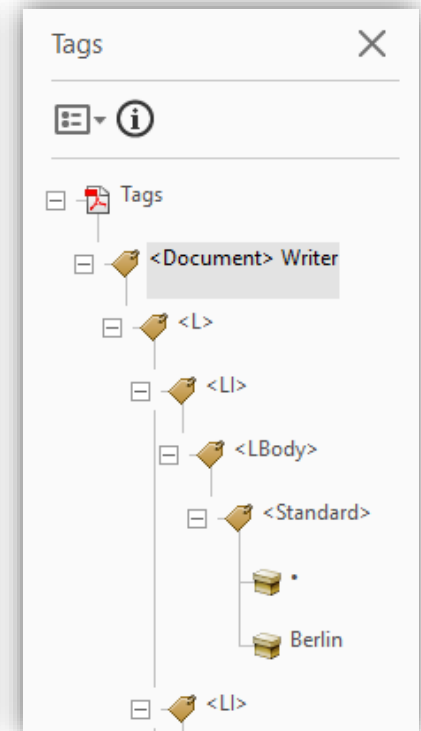 Tags
Tags
<Document> Writer
<L>
<LI>
<LBody>
<Standard>
•
Berlin
<LI>